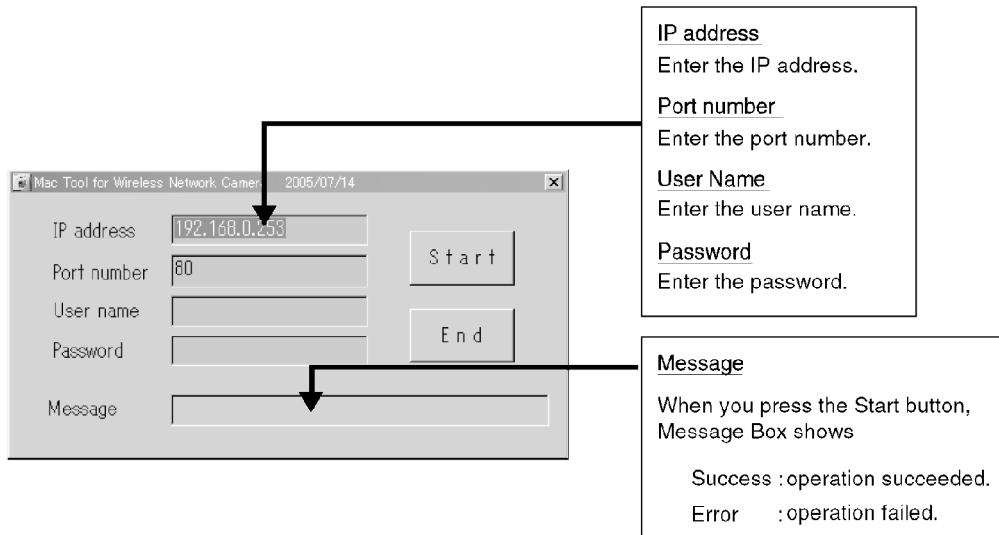 Mac Tool for Wireless Network Camera 2005/07/14
IP address 192.168.0.253
Port number 80
User name
Password
Start
End
Message
IP address
Enter the IP address.
Port number
Enter the port number.
User Name
Enter the user name.
Password
Enter the password.
Message
When you press the Start button,
Message Box shows
Success : operation succeeded.
Error : operation failed.